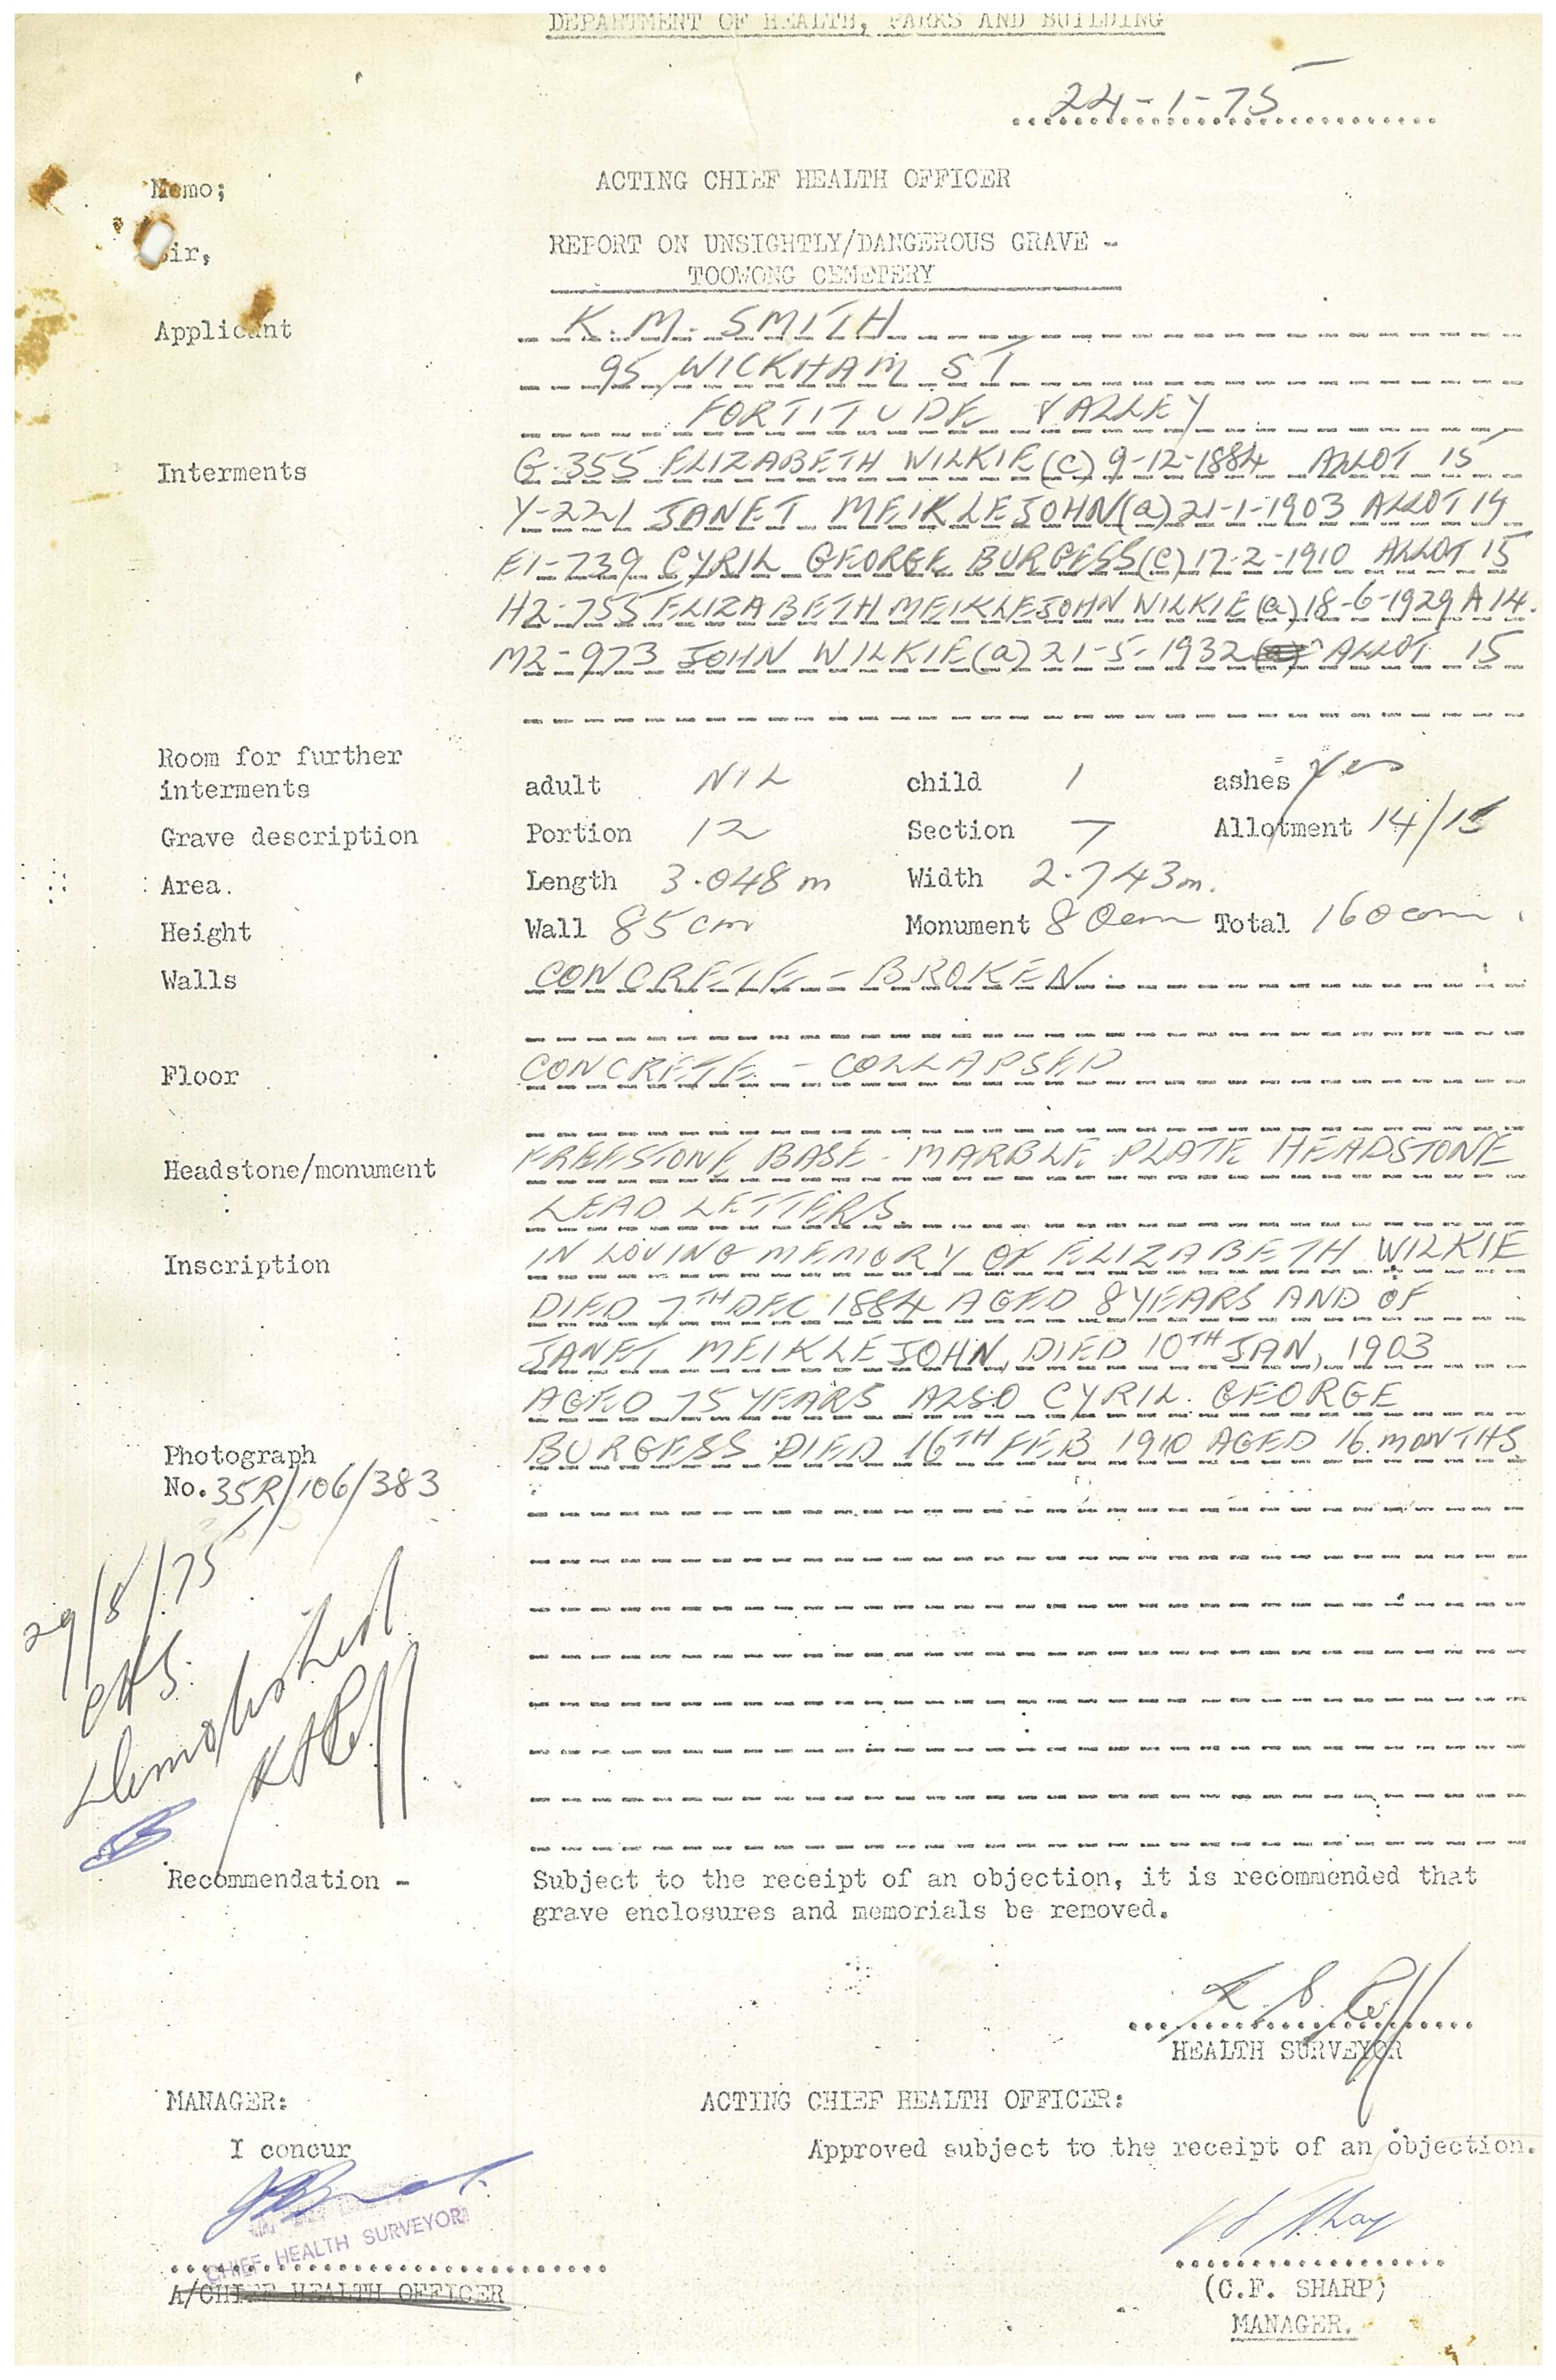 DEPARTMENT OF HEALTH, PARKS AND BUILDING
24-1-75
Memo; ACTING CHIEF HEALTH OFFICER
Sir, REPORT ON UNSIGHTLY/DANGEROUS GRAVE -
TOOWONG CEMETERY
Applicant K. M. SMITH
95 WICKHAM ST
FORTITUDE VALLEY
Interments G-355 ELIZABETH WILKIE (c) 9-12-1884 ALLOT 15
Y-221 JANET MEIKLEJOHN (a) 21-1-1903 ALLOT 14
E1-739 CYRIL GEORGE BURGESS (c) 17-2-1910 ALLOT 15
H2-755 ELIZABETH MEIKLEJOHN WILKIE (a) 18-6-1929 A 14.
M2-973 JOHN WILKIE (a) 21-5-1932 ALLOT 15
Room for further
interments adult NIL child 1 ashes Yes
Grave description Portion 12 Section 7 Allotment 14/15
Area. Length 3.048 m Width 2.743 m.
Height Wall 85 cm Monument 80 cm Total 160 cm.
Walls CONCRETE - BROKEN.
Floor CONCRETE - COLLAPSED
Headstone/monument FREESTONE BASE - MARBLE PLATE HEADSTONE
LEAD LETTERS
Inscription IN LOVING MEMORY OF ELIZABETH WILKIE
DIED 7TH DEC 1884 AGED 8 YEARS AND OF
JANET MEIKLEJOHN DIED 10TH JAN, 1903
AGED 75 YEARS ALSO CYRIL GEORGE
Photograph BURGESS DIED 16TH FEB 1910 AGED 16 MONTHS
No. 35R/106/383
29/8/75
CHS.
Demolished
Recommendation - Subject to the receipt of an objection, it is recommended that
grave enclosures and memorials be removed.
HEALTH SURVEYOR
MANAGER: ACTING CHIEF HEALTH OFFICER:
I concur Approved subject to the receipt of an objection.
CHIEF HEALTH SURVEYOR
A/CHIEF HEALTH OFFICER
(C.F. SHARP)
MANAGER.